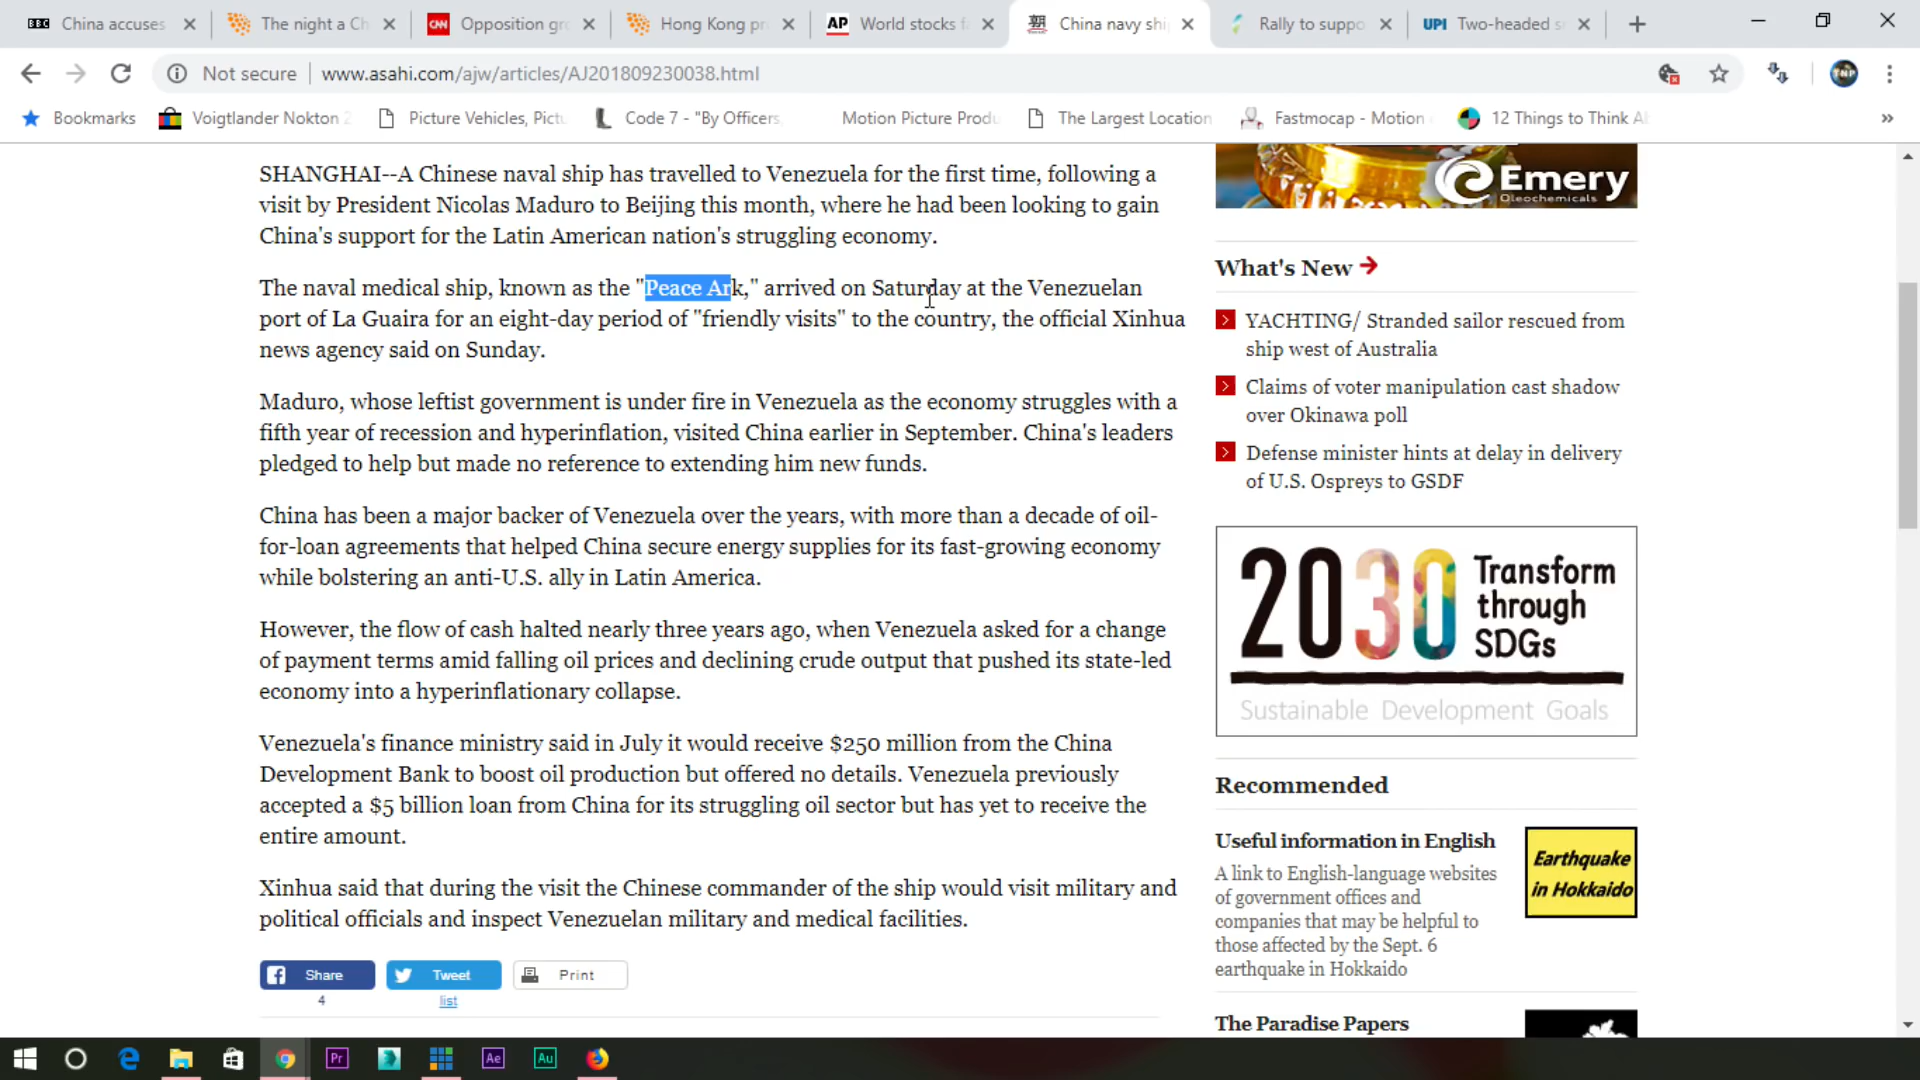 China accuses
The night a Ch
CNN
Opposition gr
Hong Kong pr
AP
World stocks f
China navy shi
Rally to suppo
UPI
Two-headed s
Not secure
www.asahi.com/ajw/articles/AJ201809230038.html
TNP
Bookmarks
Voigtlander Nokton 2
Picture Vehicles, Pictu
Code 7 - "By Officers
Motion Picture Produ
The Largest Location
Fastmocap - Motion
12 Things to Think Ab
SHANGHAI--A Chinese naval ship has travelled to Venezuela for the first time, following a
visit by President Nicolas Maduro to Beijing this month, where he had been looking to gain
China's support for the Latin American nation's struggling economy.
The naval medical ship, known as the "Peace Ark," arrived on Saturday at the Venezuelan
port of La Guaira for an eight-day period of "friendly visits" to the country, the official Xinhua
news agency said on Sunday.
Maduro, whose leftist government is under fire in Venezuela as the economy struggles with a
fifth year of recession and hyperinflation, visited China earlier in September. China's leaders
pledged to help but made no reference to extending him new funds.
China has been a major backer of Venezuela over the years, with more than a decade of oil-
for-loan agreements that helped China secure energy supplies for its fast-growing economy
while bolstering an anti-U.S. ally in Latin America.
However, the flow of cash halted nearly three years ago, when Venezuela asked for a change
of payment terms amid falling oil prices and declining crude output that pushed its state-led
economy into a hyperinflationary collapse.
Venezuela's finance ministry said in July it would receive $250 million from the China
Development Bank to boost oil production but offered no details. Venezuela previously
accepted a $5 billion loan from China for its struggling oil sector but has yet to receive the
entire amount.
Xinhua said that during the visit the Chinese commander of the ship would visit military and
political officials and inspect Venezuelan military and medical facilities.
Share
Tweet
Print
4
list
Emery
Oleochemicals
What's New
YACHTING/ Stranded sailor rescued from
ship west of Australia
Claims of voter manipulation cast shadow
over Okinawa poll
Defense minister hints at delay in delivery
of U.S. Ospreys to GSDF
2030
Transform
through
SDGs
Sustainable Development Goals
Recommended
Useful information in English
A link to English-language websites
of government offices and
companies that may be helpful to
those affected by the Sept. 6
earthquake in Hokkaido
Earthquake
in Hokkaido
The Paradise Papers
Pr
Ae
Au